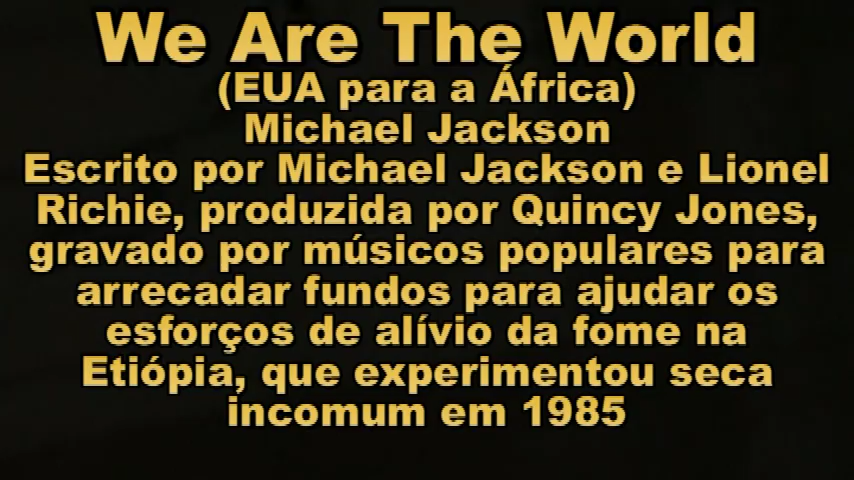 We Are The World
(EUA para a África)
Michael Jackson
Escrito por Michael Jackson e Lionel
Richie, produzida por Quincy Jones,
gravado por músicos populares para
arrecadar fundos para ajudar os
esforços de alívio da fome na
Etiópia, que experimentou seca
incomum em 1985